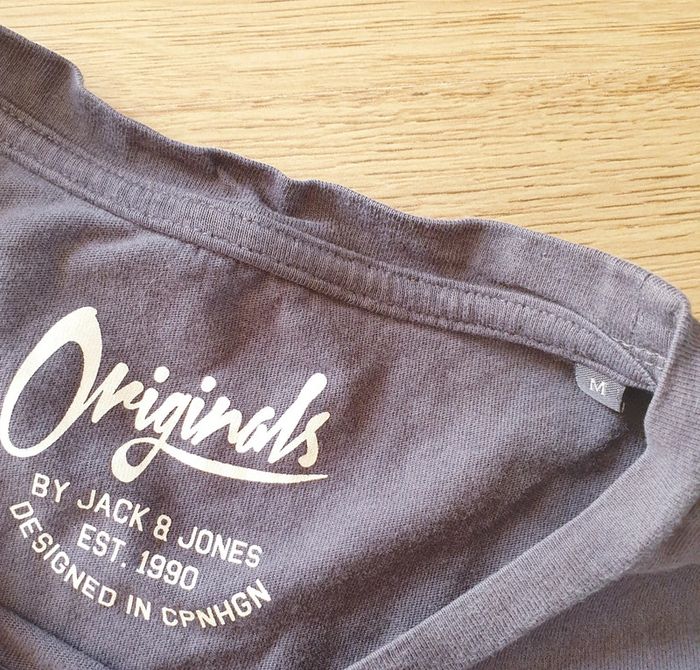 Originals
BY JACK & JONES
EST. 1990
DESIGNED IN CPNHGN
M